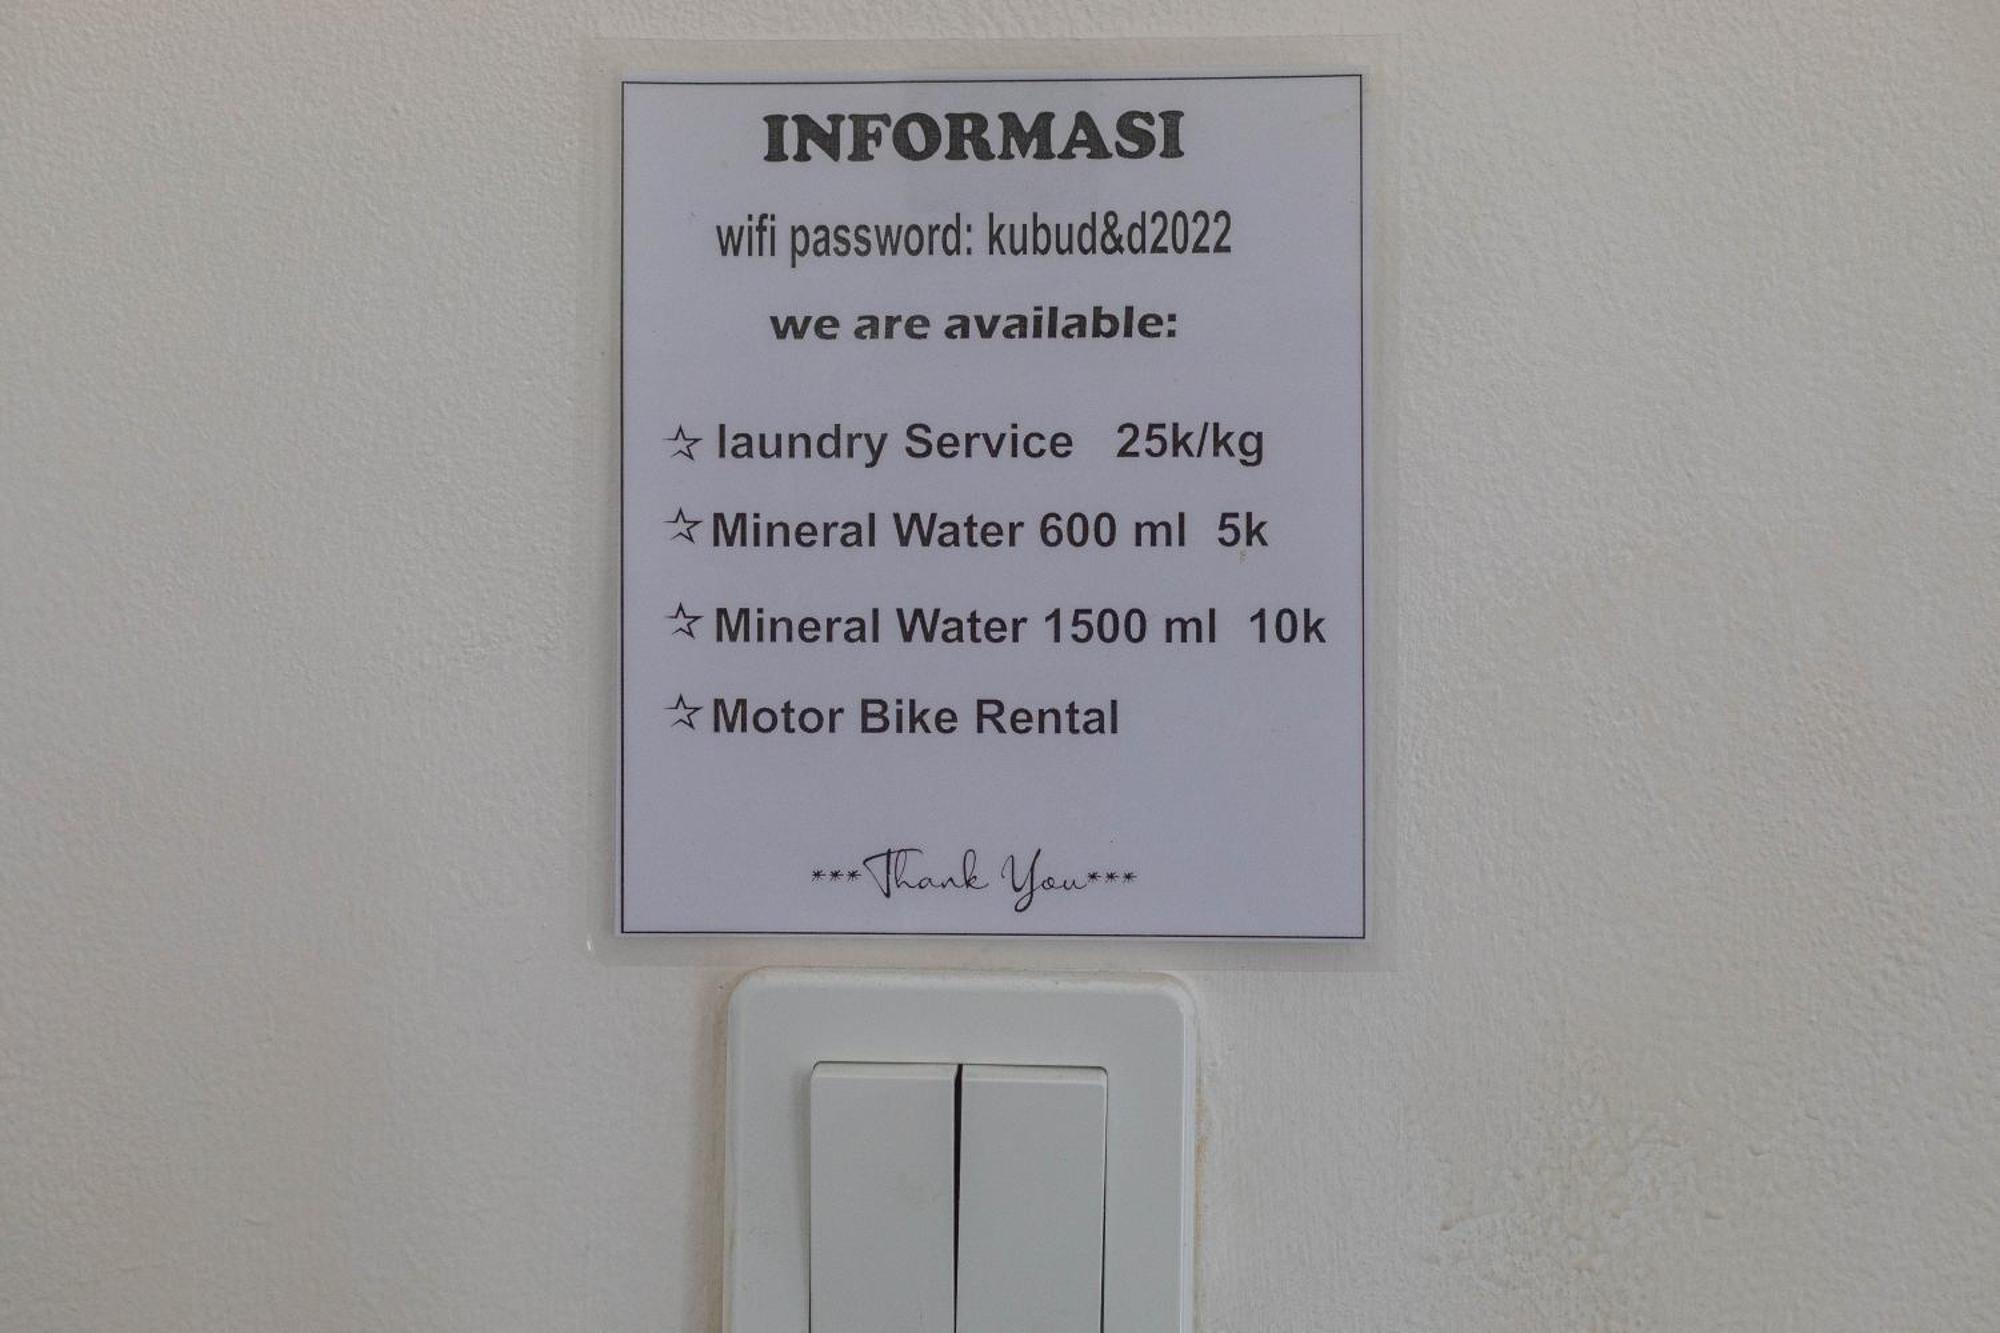 INFORMASI
wifi password: kubud&d2022
we are available:
☆ laundry Service 25k/kg
☆ Mineral Water 600 ml 5k
☆ Mineral Water 1500 ml 10k
☆ Motor Bike Rental
***Thank You***